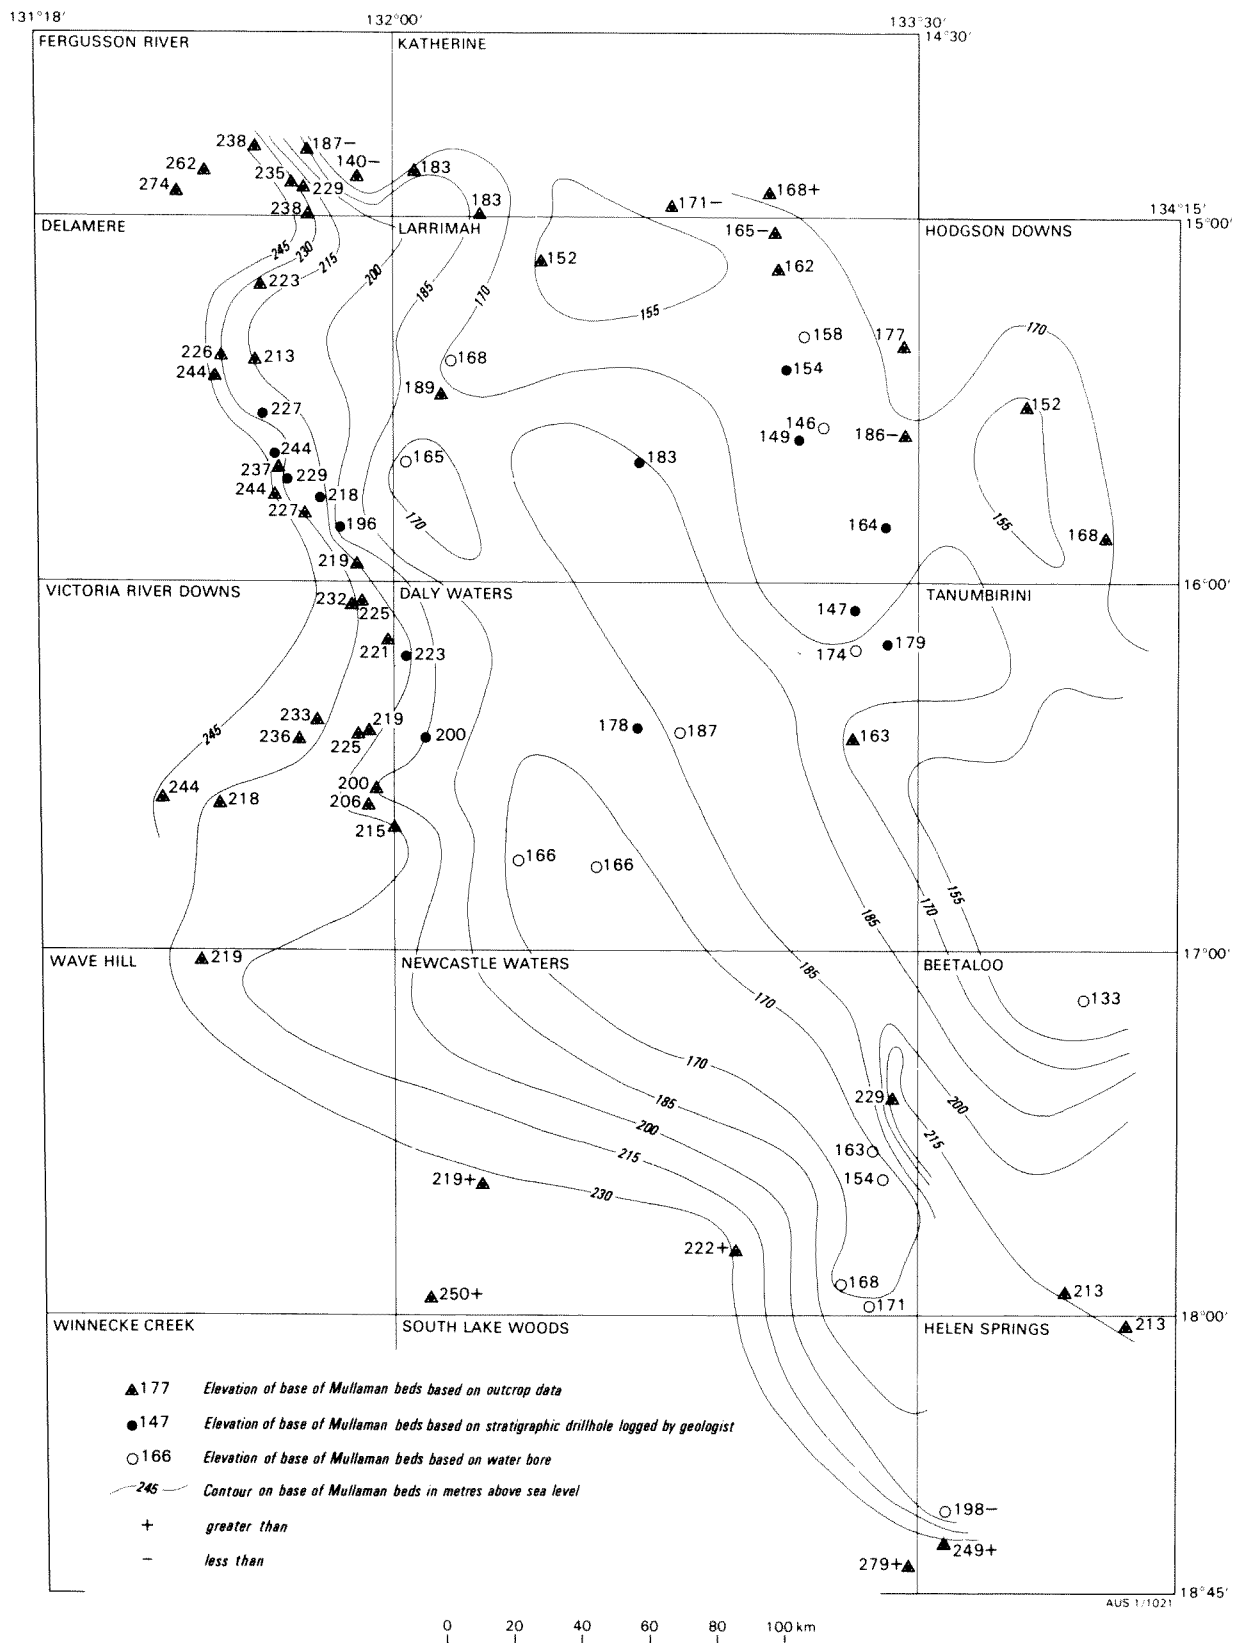 131°18′ 132°00′ 133°30′
FERGUSSON RIVER KATHERINE 14°30′
238 187–
262 140– 183
235
274 229 183 171– 168+
238 134°15′
DELAMERE LARRIMAH 165– HODGSON DOWNS 15°00′
245 230 215 200 185 170 152 162
223 155
158 170
226 213 168 177
244 154
189 152
227 146
149 186–
244 165 183
237 229
244 218 170 155
227 196 164 168
219
VICTORIA RIVER DOWNS DALY WATERS TANUMBIRINI 16°00′
232 225 147
221 223 174 179
233 219 178 187
245 236 225 200 163
244 218 200
206
215
166 166
155
185 170
WAVE HILL 219 NEWCASTLE WATERS 185 BEETALOO 17°00′
170 133
170
229 200
185
200 215
215 163
219+ 230 154
222+
250+ 168 213
171
WINNECKE CREEK SOUTH LAKE WOODS HELEN SPRINGS 213 18°00′
177 Elevation of base of Mullaman beds based on outcrop data
147 Elevation of base of Mullaman beds based on stratigraphic drillhole logged by geologist
166 Elevation of base of Mullaman beds based on water bore
245 Contour on base of Mullaman beds in metres above sea level
+ greater than
198–
– less than
249+
279+
18°45′
AUS 1/1021
0 20 40 60 80 100 km